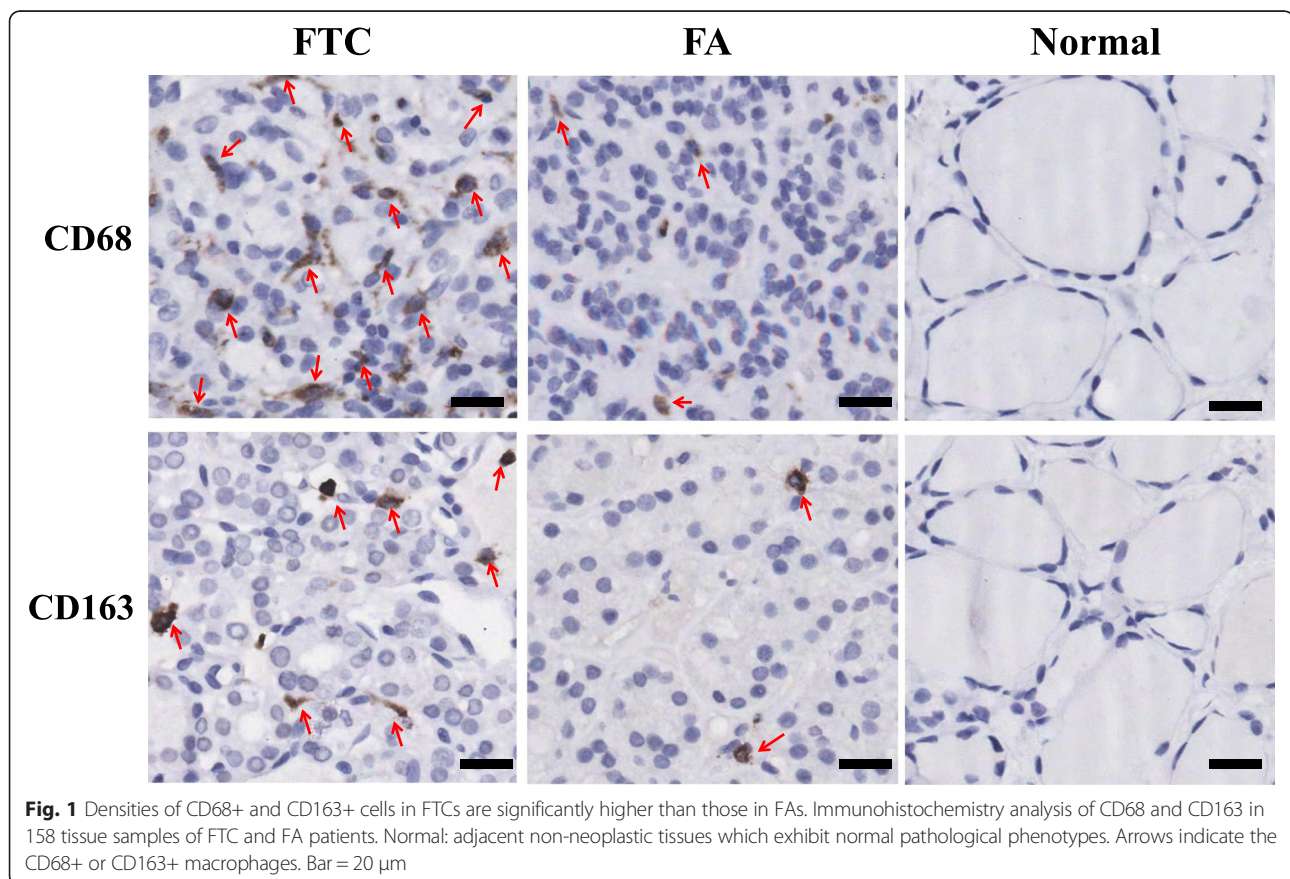 FTC FA Normal
CD68
CD163
Fig. 1 Densities of CD68+ and CD163+ cells in FTCs are significantly higher than those in FAs. Immunohistochemistry analysis of CD68 and CD163 in
158 tissue samples of FTC and FA patients. Normal: adjacent non-neoplastic tissues which exhibit normal pathological phenotypes. Arrows indicate the
CD68+ or CD163+ macrophages. Bar = 20 μm